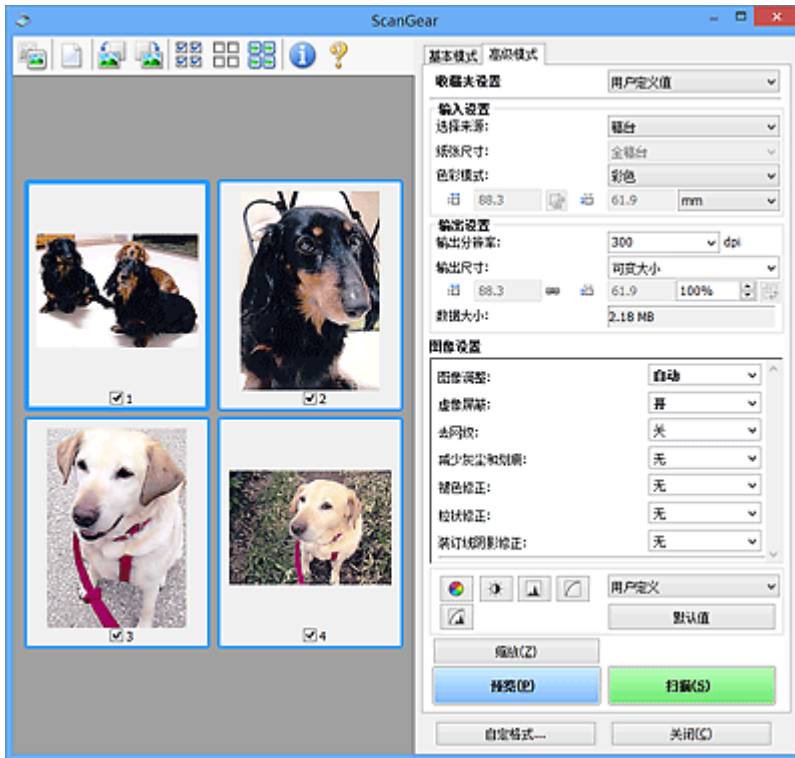 ScanGear
基本模式 高级模式
收藏夹设置 用户定义值
输入设置
选择来源: 稿台
纸张尺寸: 全稿台
色彩模式: 彩色
88.3 61.9 mm
输出设置
输出分辨率: 300 dpi
输出尺寸: 可变大小
88.3 61.9 100%
数据大小: 2.18 MB
图像设置
图像调整: 自动
虚像屏蔽: 开
去网纹: 关
减少灰尘和划痕: 无
褪色修正: 无
粒状修正: 无
装订线阴影修正: 无
1
2
3
4
用户定义
默认值
缩放(Z)
预览(P) 扫描(S)
自定格式... 关闭(C)